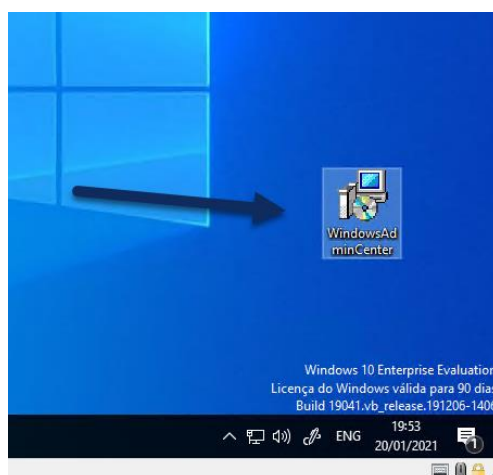 WindowsAd
minCenter
Windows 10 Enterprise Evaluation
Licença do Windows válida para 90 dias
Build 19041.vb_release.191206-1406
ENG
19:53
20/01/2021
1